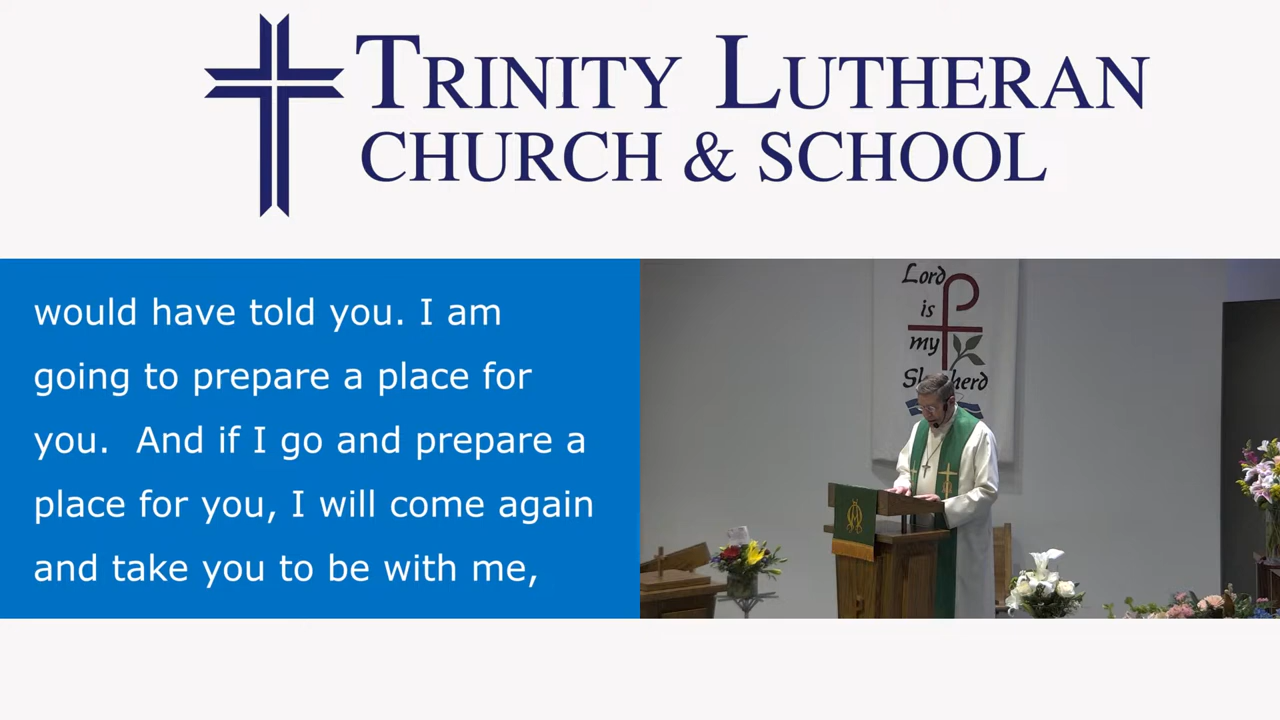 TRINITY LUTHERAN
CHURCH & SCHOOL
would have told you. I am
going to prepare a place for
you.  And if I go and prepare a
place for you, I will come again
and take you to be with me,
Lord
is
my